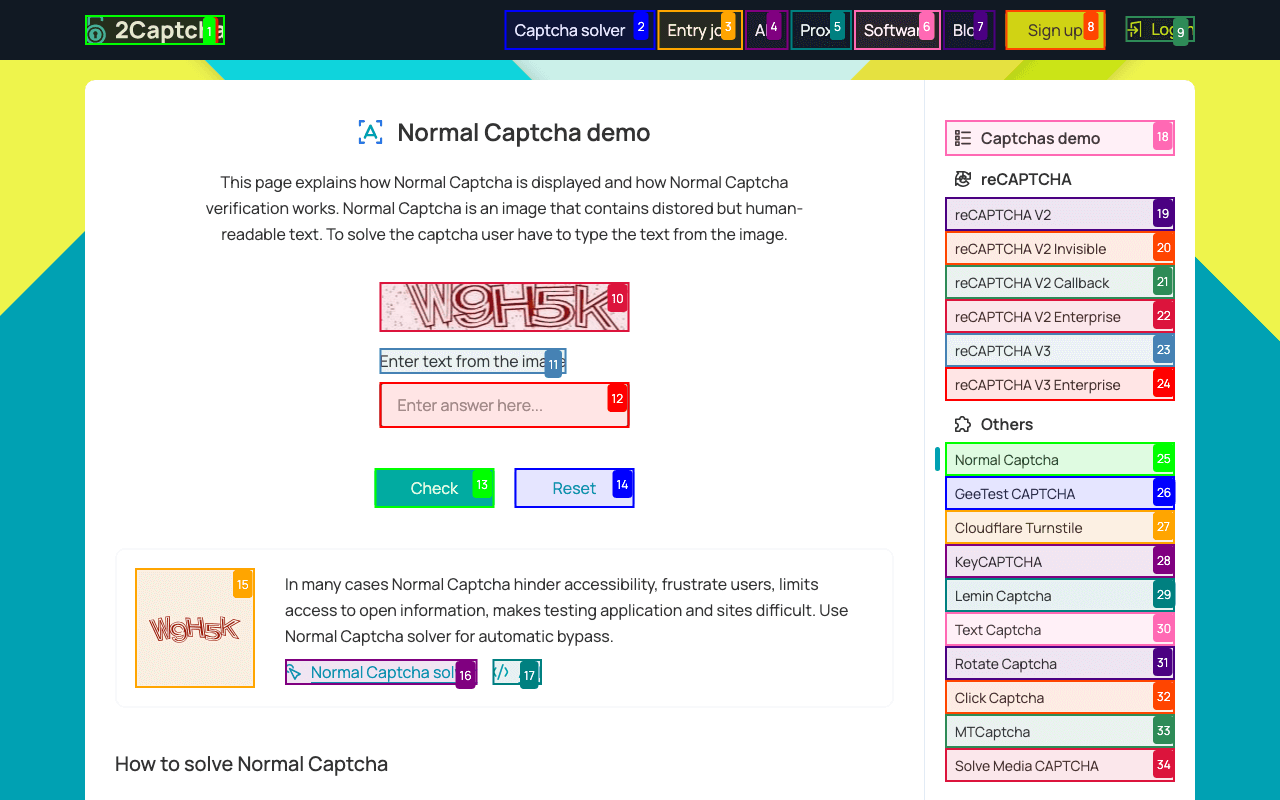 2Captcha 1
Captcha solver 2
Entry 3
4
5
6
7
Sign up 8
9
Normal Captcha demo
This page explains how Normal Captcha is displayed and how Normal Captcha
verification works. Normal Captcha is an image that contains distored but human-
readable text. To solve the captcha user have to type the text from the image.
W9H5K 10
Enter text from the 11
Enter answer here... 12
Check 13
Reset 14
15
W9H5K
In many cases Normal Captcha hinder accessibility, frustrate users, limits
access to open information, makes testing application and sites difficult. Use
Normal Captcha solver for automatic bypass.
Normal Captcha 16
17
How to solve Normal Captcha
Captchas demo 18
reCAPTCHA
reCAPTCHA V2 19
reCAPTCHA V2 Invisible 20
reCAPTCHA V2 Callback 21
reCAPTCHA V2 Enterprise 22
reCAPTCHA V3 23
reCAPTCHA V3 Enterprise 24
Others
Normal Captcha 25
GeeTest CAPTCHA 26
Cloudflare Turnstile 27
KeyCAPTCHA 28
Lemin Captcha 29
Text Captcha 30
Rotate Captcha 31
Click Captcha 32
MTCaptcha 33
Solve Media CAPTCHA 34